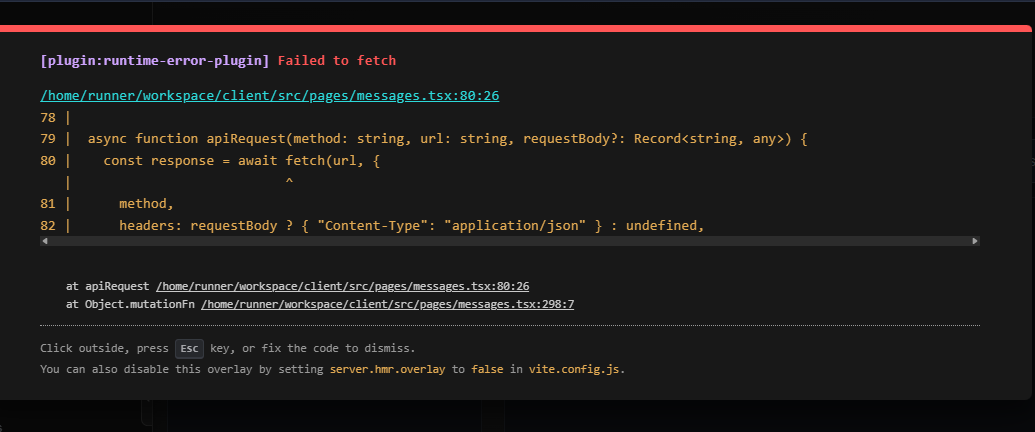 [plugin:runtime-error-plugin] Failed to fetch
/home/runner/workspace/client/src/pages/messages.tsx:80:26
78 |
79 |  async function apiRequest(method: string, url: string, requestBody?: Record<string, any>) {
80 |    const response = await fetch(url, {
   |                           ^
81 |      method,
82 |      headers: requestBody ? { "Content-Type": "application/json" } : undefined,
at apiRequest /home/runner/workspace/client/src/pages/messages.tsx:80:26
at Object.mutationFn /home/runner/workspace/client/src/pages/messages.tsx:298:7
Click outside, press Esc key, or fix the code to dismiss.
You can also disable this overlay by setting server.hmr.overlay to false in vite.config.js.